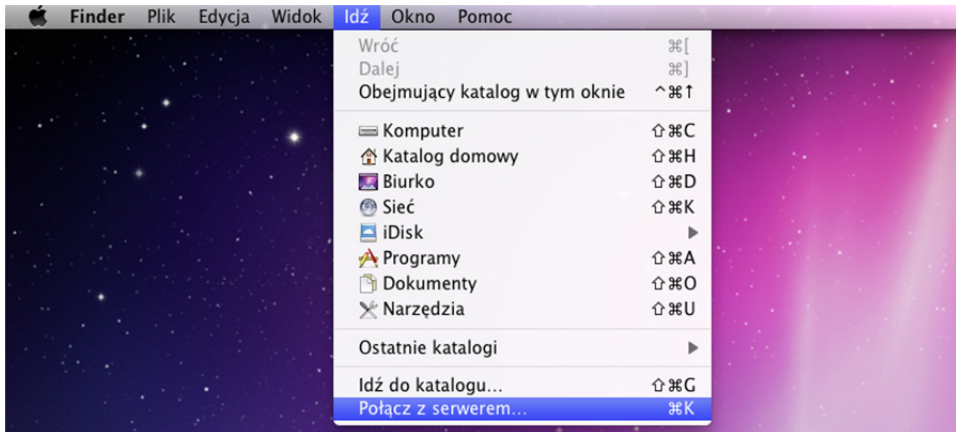 Finder Plik Edycja Widok Idź Okno Pomoc
Wróć ⌘[
Dalej ⌘]
Obejmujący katalog w tym oknie ^⌘↑
Komputer ⇧⌘C
Katalog domowy ⇧⌘H
Biurko ⇧⌘D
Sieć ⇧⌘K
iDisk ▶
Programy ⇧⌘A
Dokumenty ⇧⌘O
Narzędzia ⇧⌘U
Ostatnie katalogi ▶
Idź do katalogu... ⇧⌘G
Połącz z serwerem... ⌘K